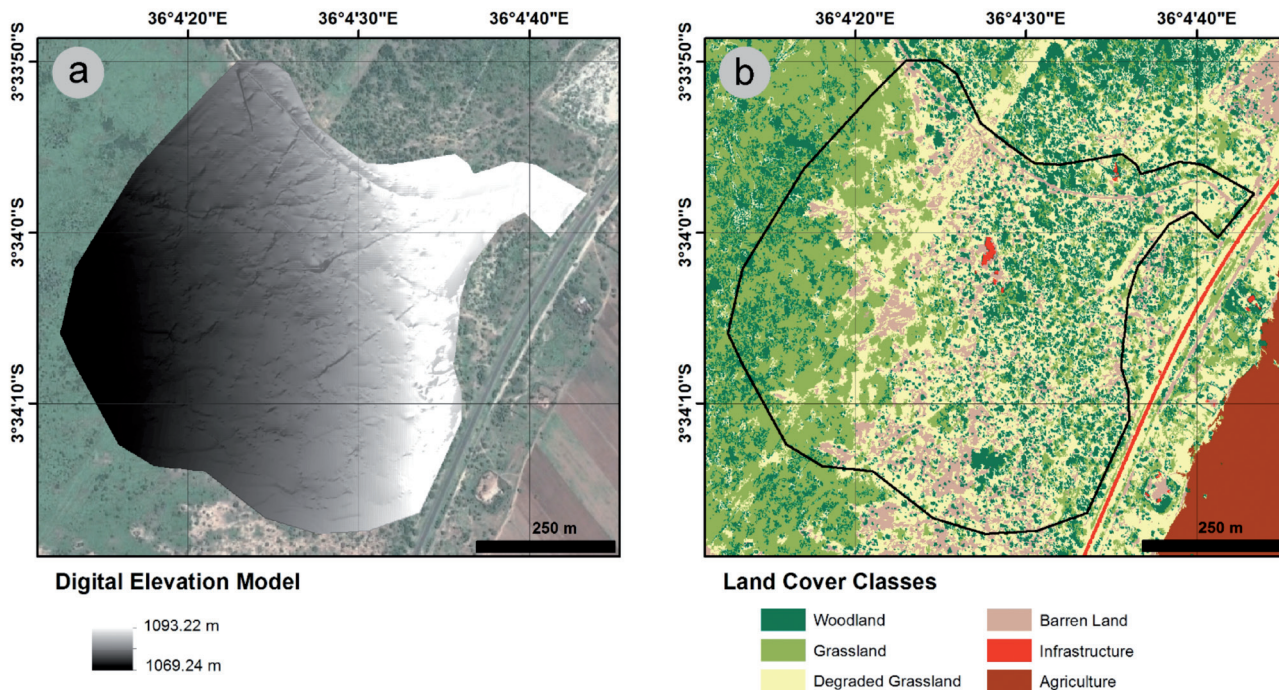 36°4'20"E 36°4'30"E 36°4'40"E 36°4'20"E 36°4'30"E 36°4'40"E
a
b
3°33'50"S
3°34'0"S
3°34'10"S
3°33'50"S
3°34'0"S
3°34'10"S
250 m
250 m
Digital Elevation Model
1093.22 m
1069.24 m
Land Cover Classes
Woodland
Grassland
Degraded Grassland
Barren Land
Infrastructure
Agriculture